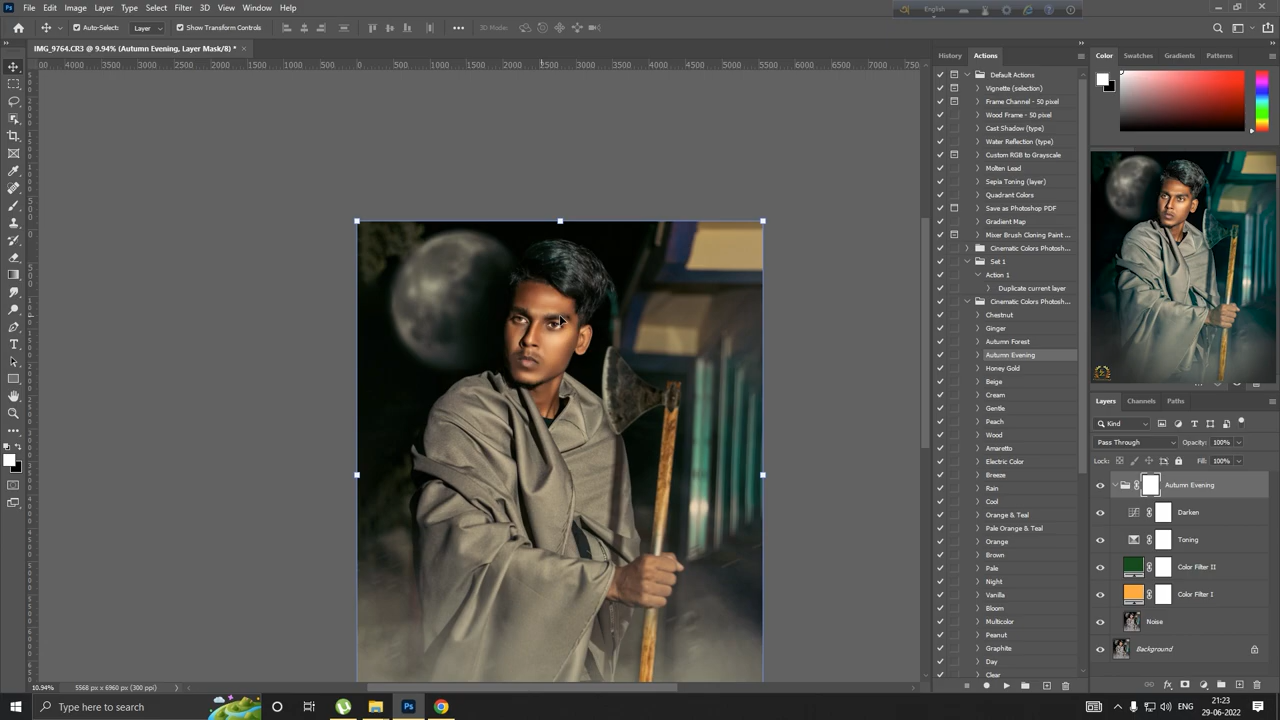 File Edit Image Layer Type Select Filter 3D View Window Help
English
Auto-Select: Layer Show Transform Controls 3D Mode:
IMG_9764.CR3 @ 9.94% (Autumn Evening, Layer Mask/8) *
History Actions
Color Swatches Gradients Patterns
Default Actions
Vignette (selection)
Frame Channel - 50 pixel
Wood Frame - 50 pixel
Cast Shadow (type)
Water Reflection (type)
Custom RGB to Grayscale
Molten Lead
Sepia Toning (layer)
Quadrant Colors
Save as Photoshop PDF
Gradient Map
Mixer Brush Cloning Paint ...
Cinematic Colors Photosh...
Set 1
Action 1
Duplicate current layer
Cinematic Colors Photosh...
Chestnut
Ginger
Autumn Forest
Autumn Evening
Honey Gold
Beige
Cream
Gentle
Peach
Wood
Amaretto
Electric Color
Breeze
Rain
Cool
Orange & Teal
Pale Orange & Teal
Orange
Brown
Pale
Night
Vanilla
Bloom
Multicolor
Peanut
Graphite
Day
Clear
Layers Channels Paths
Kind
Pass Through Opacity: 100%
Lock: Fill: 100%
Autumn Evening
Darken
Toning
Color Filter II
Color Filter I
Noise
Background
10.94% 5568 px x 6960 px (300 ppi)
Type here to search
ENG
21:23
29-06-2022